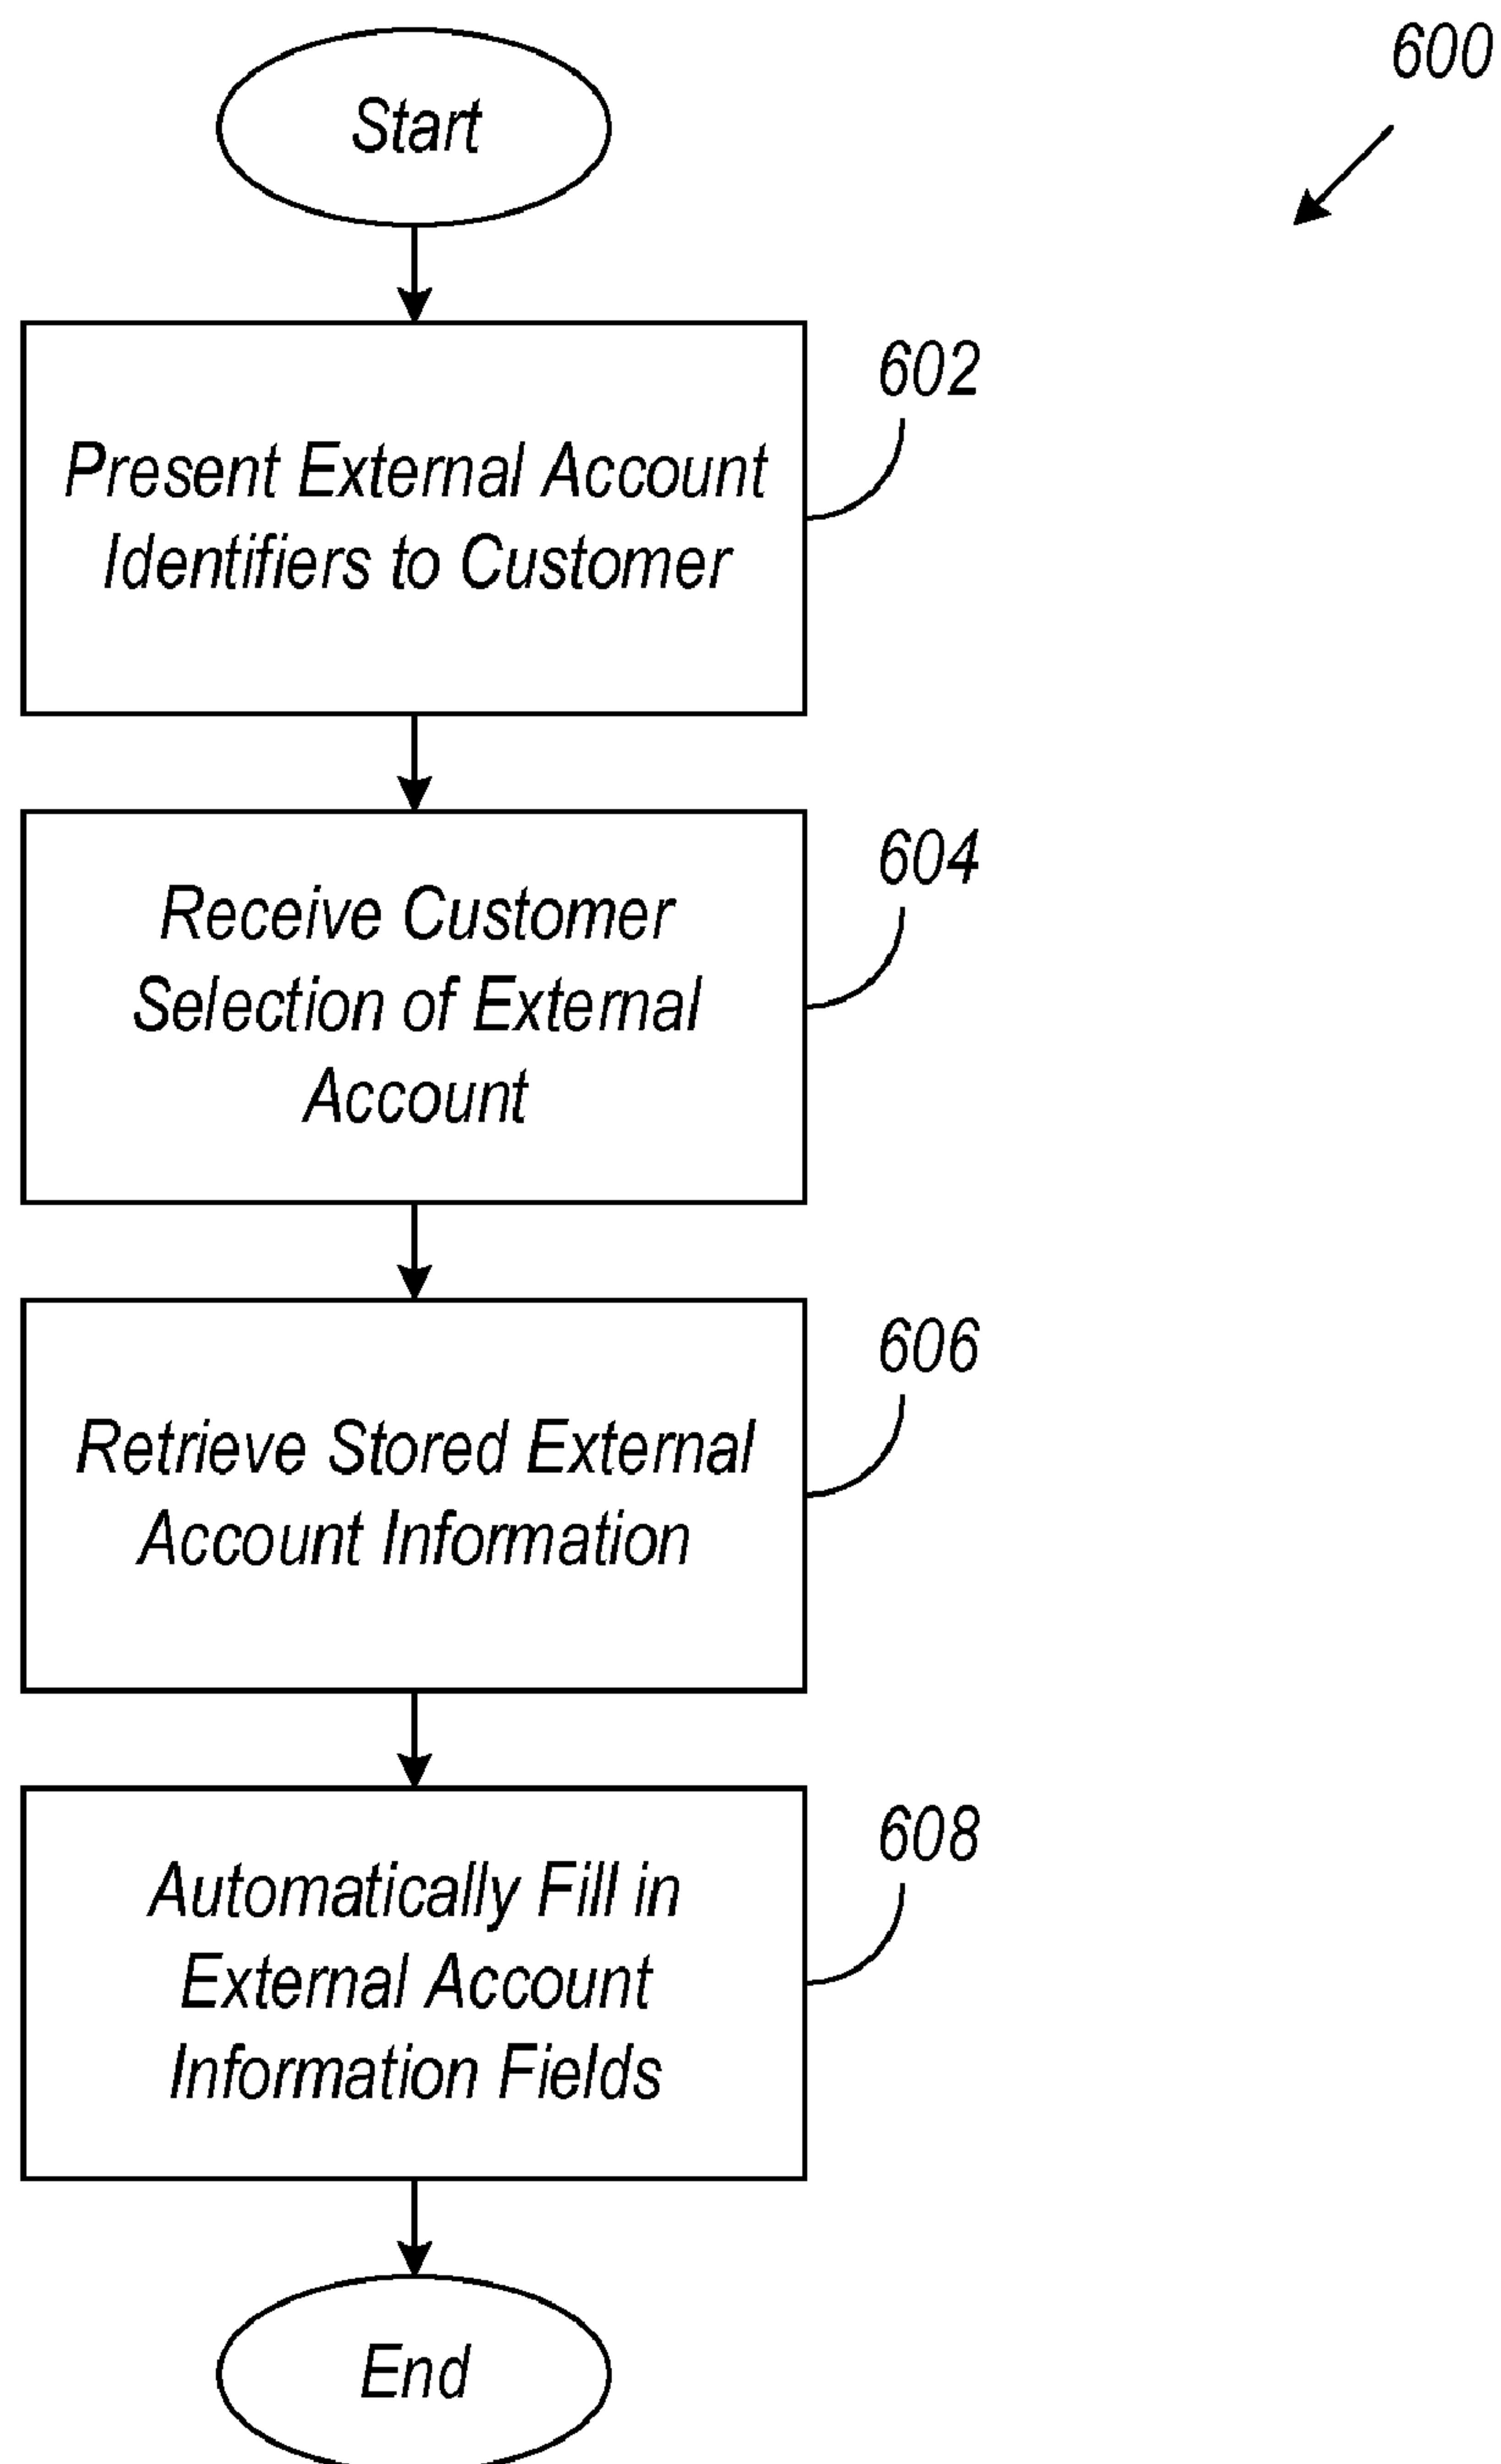 600
Start
602
Present External Account
Identifiers to Customer
604
Receive Customer
Selection of External
Account
606
Retrieve Stored External
Account Information
608
Automatically Fill in
External Account
Information Fields
End